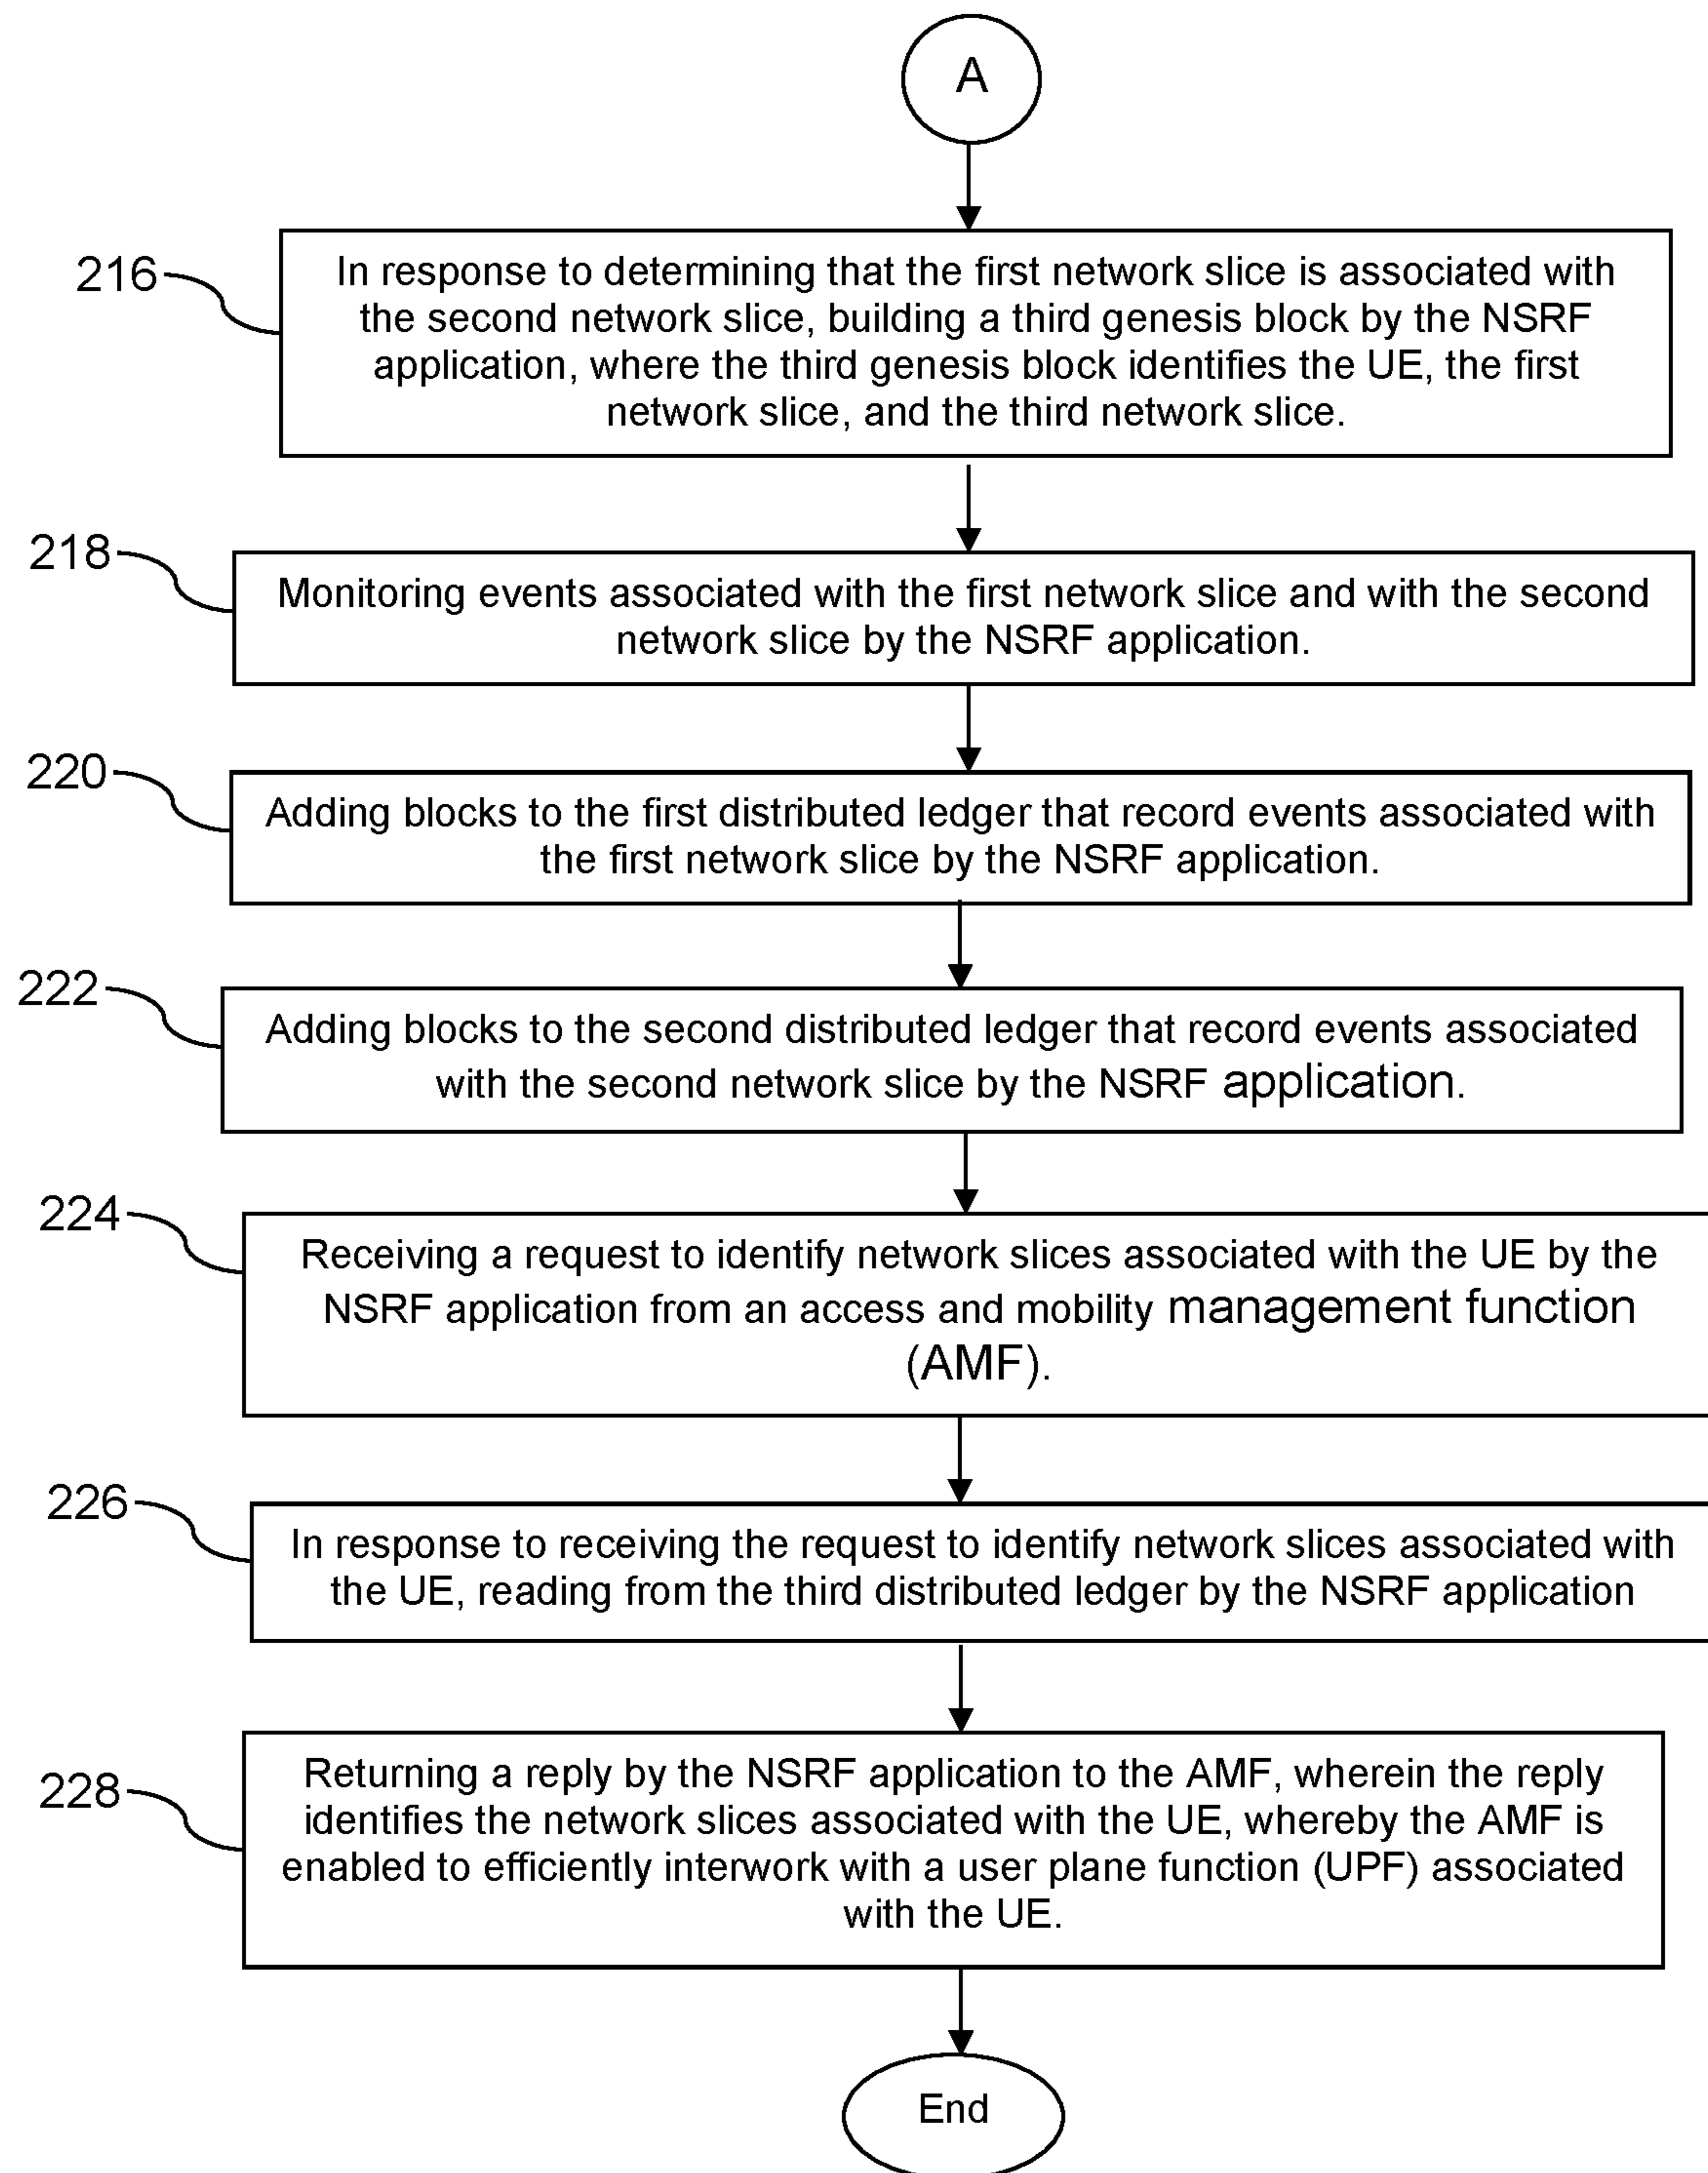 A
216
In response to determining that the first network slice is associated with
the second network slice, building a third genesis block by the NSRF
application, where the third genesis block identifies the UE, the first
network slice, and the third network slice.
218
Monitoring events associated with the first network slice and with the second
network slice by the NSRF application.
220
Adding blocks to the first distributed ledger that record events associated with
the first network slice by the NSRF application.
222
Adding blocks to the second distributed ledger that record events associated
with the second network slice by the NSRF application.
224
Receiving a request to identify network slices associated with the UE by the
NSRF application from an access and mobility management function
(AMF).
226
In response to receiving the request to identify network slices associated with
the UE, reading from the third distributed ledger by the NSRF application
228
Returning a reply by the NSRF application to the AMF, wherein the reply
identifies the network slices associated with the UE, whereby the AMF is
enabled to efficiently interwork with a user plane function (UPF) associated
with the UE.
End